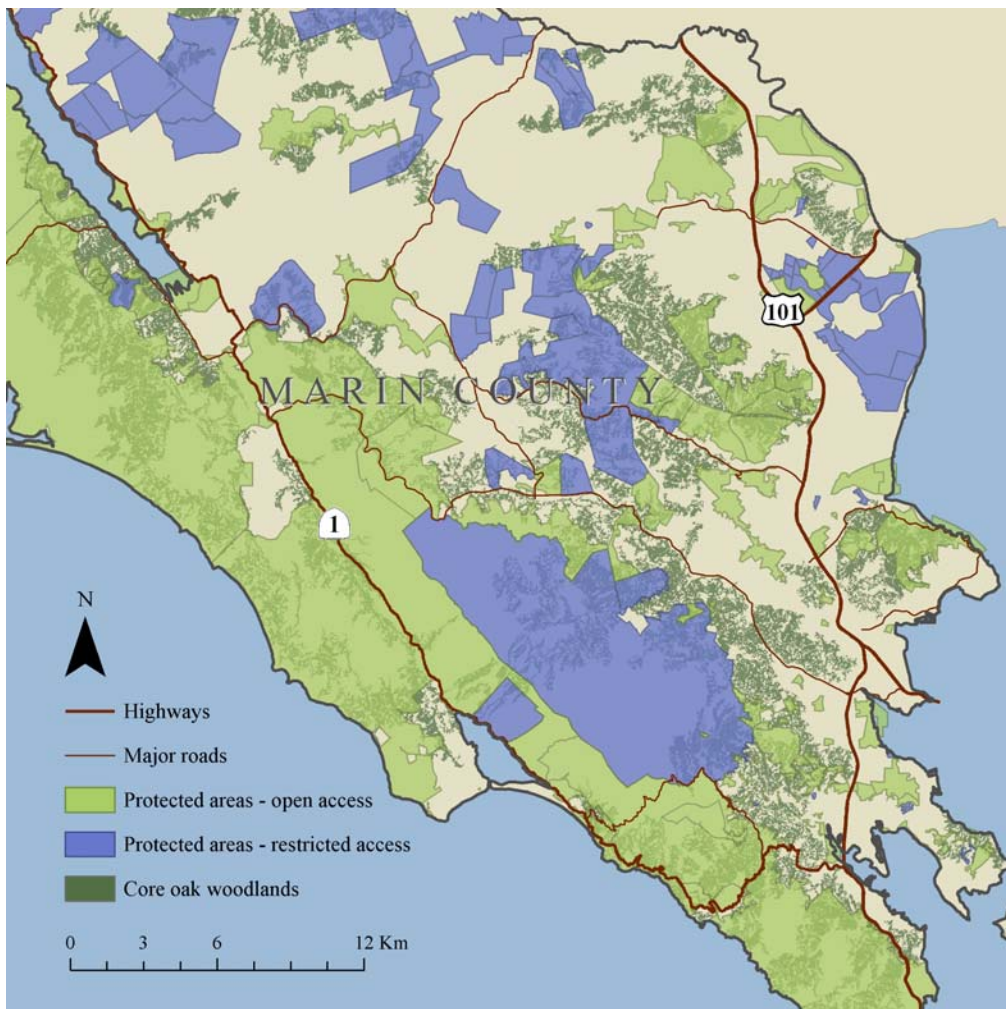 101
MARIN COUNTY
1
N
Highways
Major roads
Protected areas - open access
Protected areas - restricted access
Core oak woodlands
0 3 6 12 Km